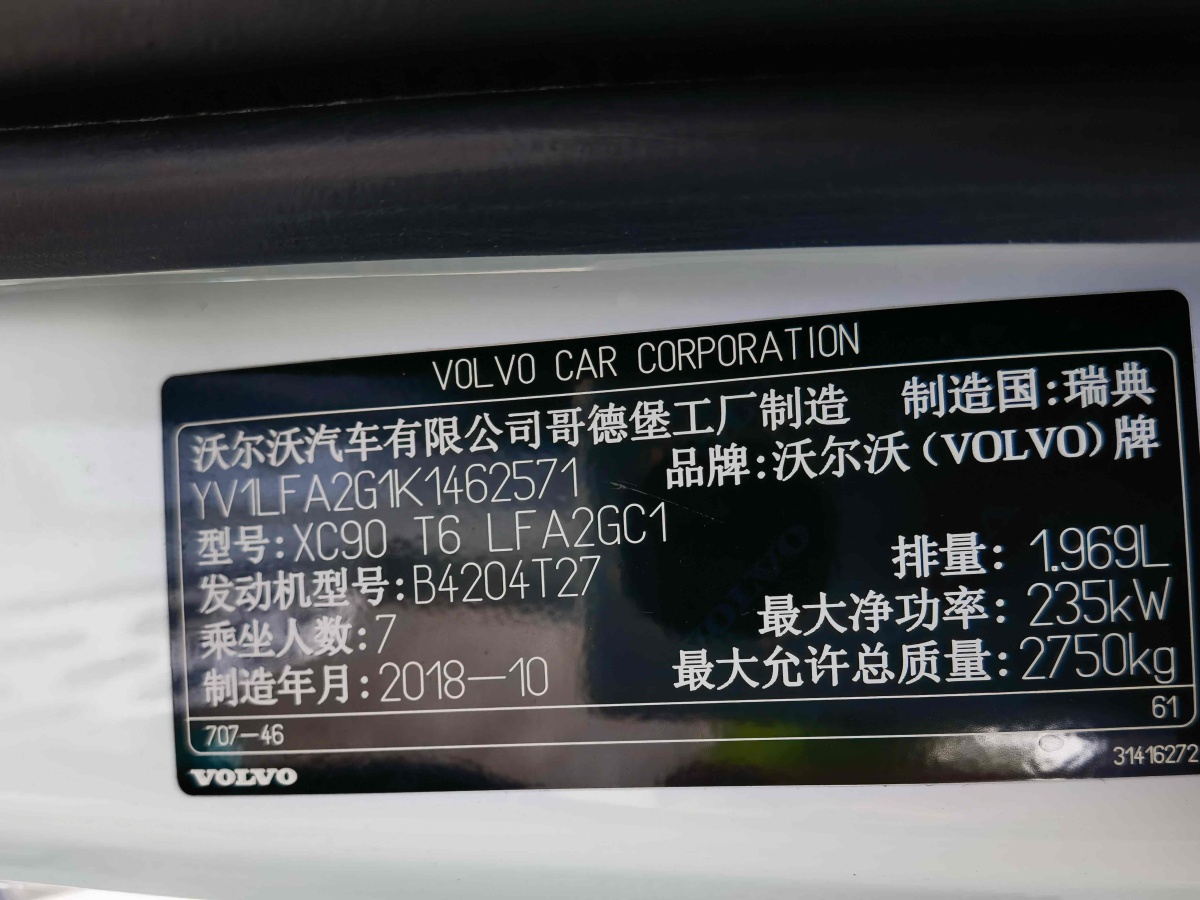 VOLVO CAR CORPORATION
沃尔沃汽车有限公司哥德堡工厂制造 制造国:瑞典
YV1LFA2G1K1462571 品牌:沃尔沃(VOLVO)牌
型号:XC90 T6 LFA2GC1 排量: 1.969L
发动机型号:B4204T27 最大净功率: 235kW
乘坐人数:7 最大允许总质量:2750kg
制造年月:2018-10
707-46 61
VOLVO 31416272
VOLVO